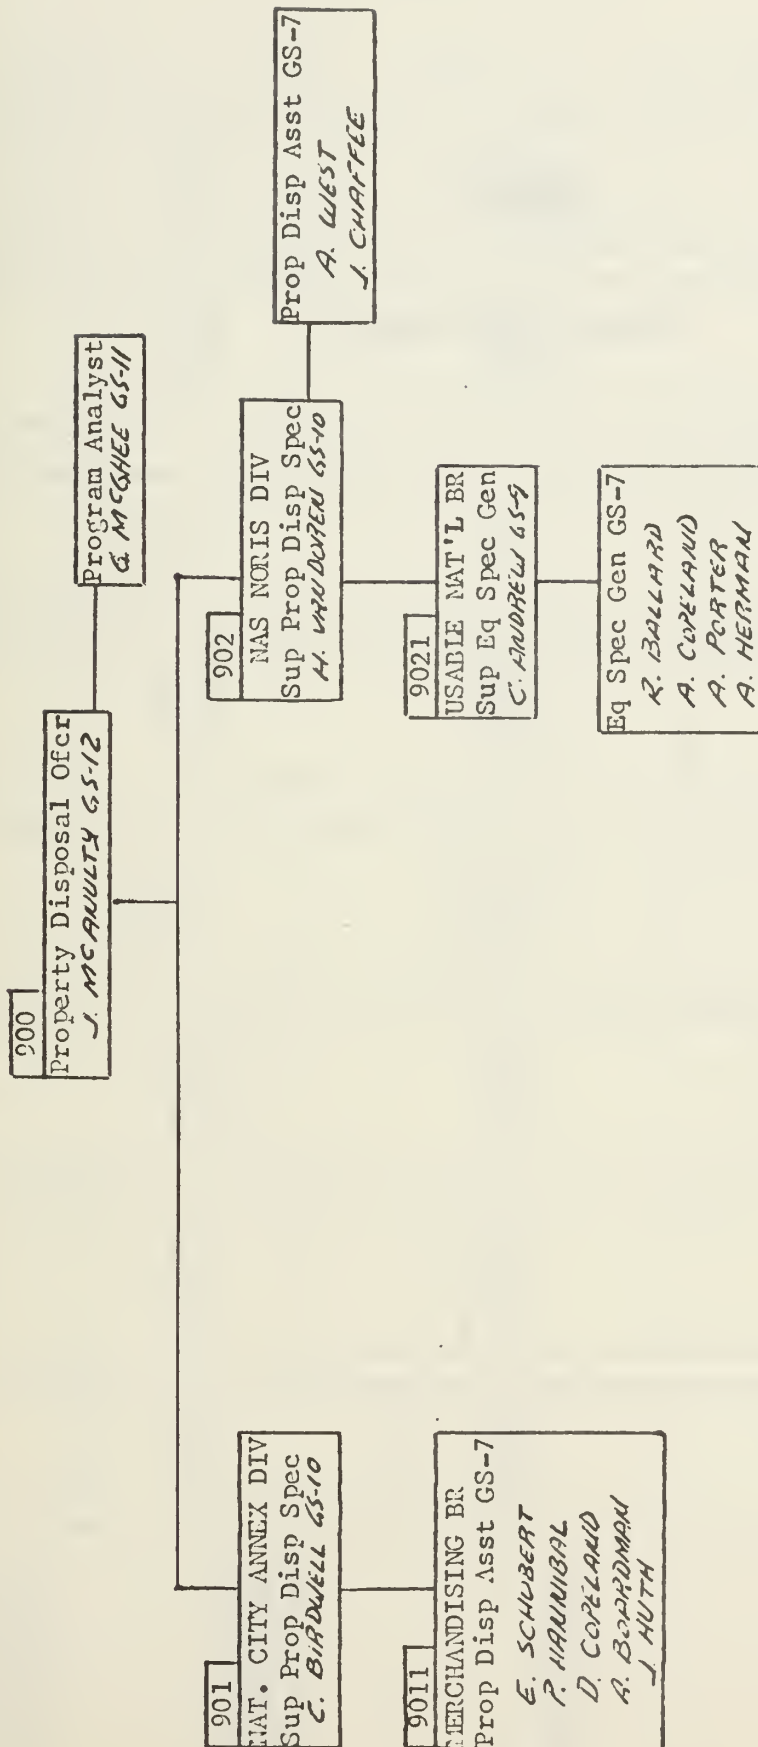 900
Property Disposal Ofcr
J. MCANULTY GS-12
Program Analyst
G. MCGHEE GS-11
901
NAT. CITY ANNEX DIV
Sup Prop Disp Spec
C. BIRDWELL GS-10
9011
MERCHANDISING BR
Prop Disp Asst GS-7
E. SCHUBERT
P. HANNIBAL
D. COPELAND
A. BOARDMAN
J. HUTH
902
NAS NORIS DIV
Sup Prop Disp Spec
H. VANDUREN GS-10
Prop Disp Asst GS-7
A. WEST
J. CHAFFEE
9021
USABLE MAT'L BR
Sup Eq Spec Gen
C. ANDREW GS-9
Eq Spec Gen GS-7
R. BALLARD
A. COPELAND
A. PORTER
A. HERMAN